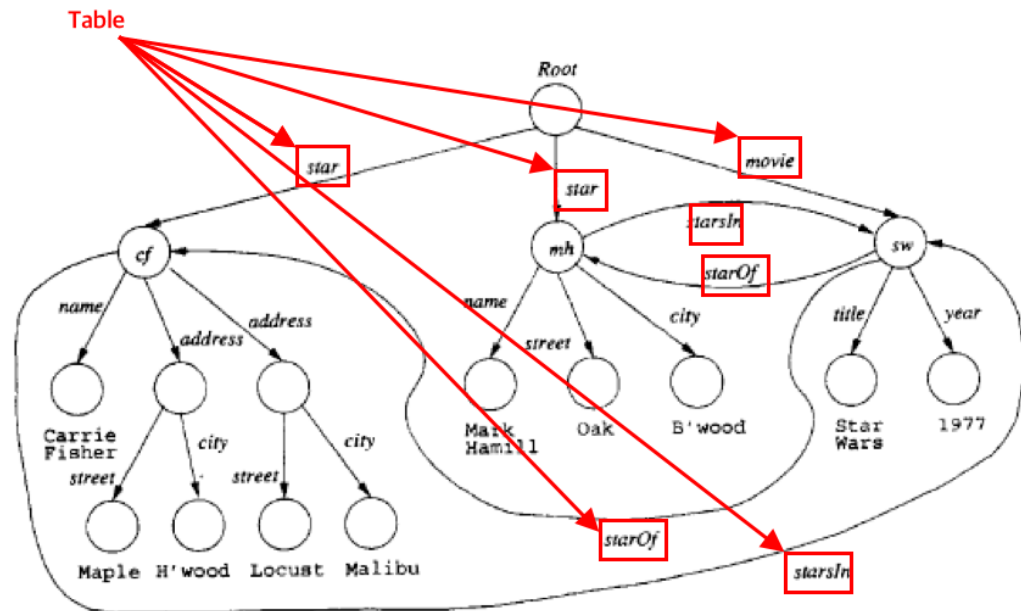 Table
Root
star
star
movie
starsIn
cf
mh
sw
starOf
name
address
address
name
street
city
title
year
Carrie
Fisher
Mark
Hamill
Oak
B'wood
Star
Wars
1977
street
city
street
city
starOf
Maple
H'wood
Locust
Malibu
starsIn